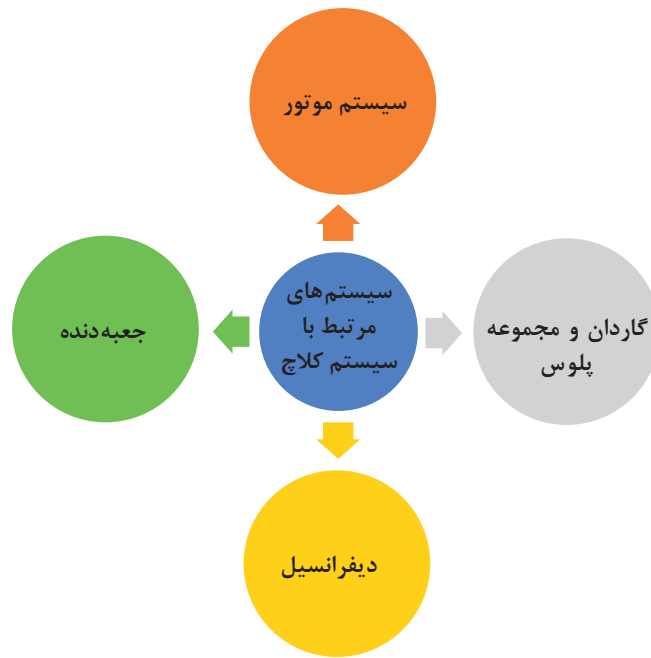 سیستم موتور
سیستم‌های
مرتبط با
سیستم کلاچ
گاردان و مجموعه
پلوس
جعبه‌دنده
دیفرانسیل